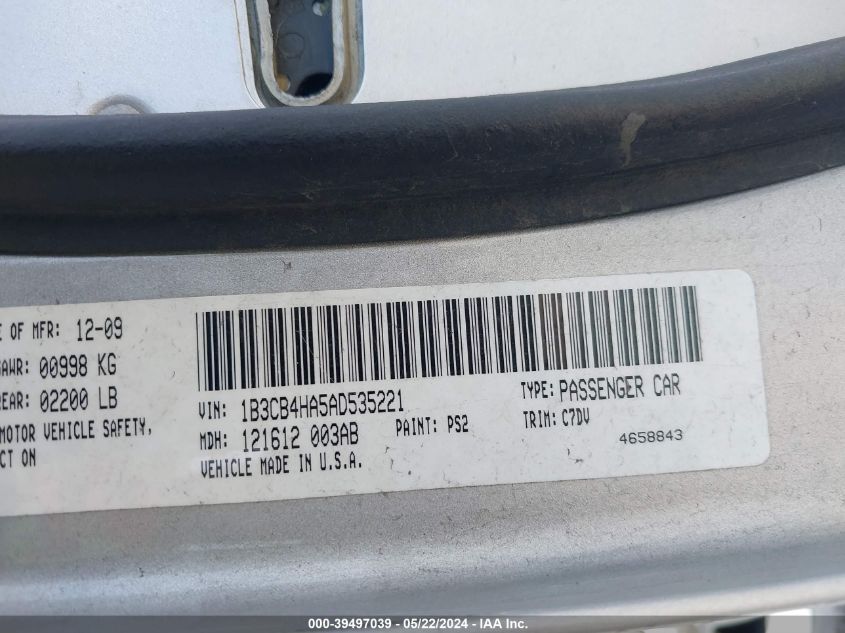 E OF MFR: 12-09
GAWR: 00998 KG
REAR: 02200 LB
MOTOR VEHICLE SAFETY,
CT ON
VIN: 1B3CB4HA5AD535221
TYPE: PASSENGER CAR
MDH: 121612 003AB
PAINT: PS2
TRIM: C7DV
VEHICLE MADE IN U.S.A.
4658843
000-39497039 - 05/22/2024 - IAA Inc.